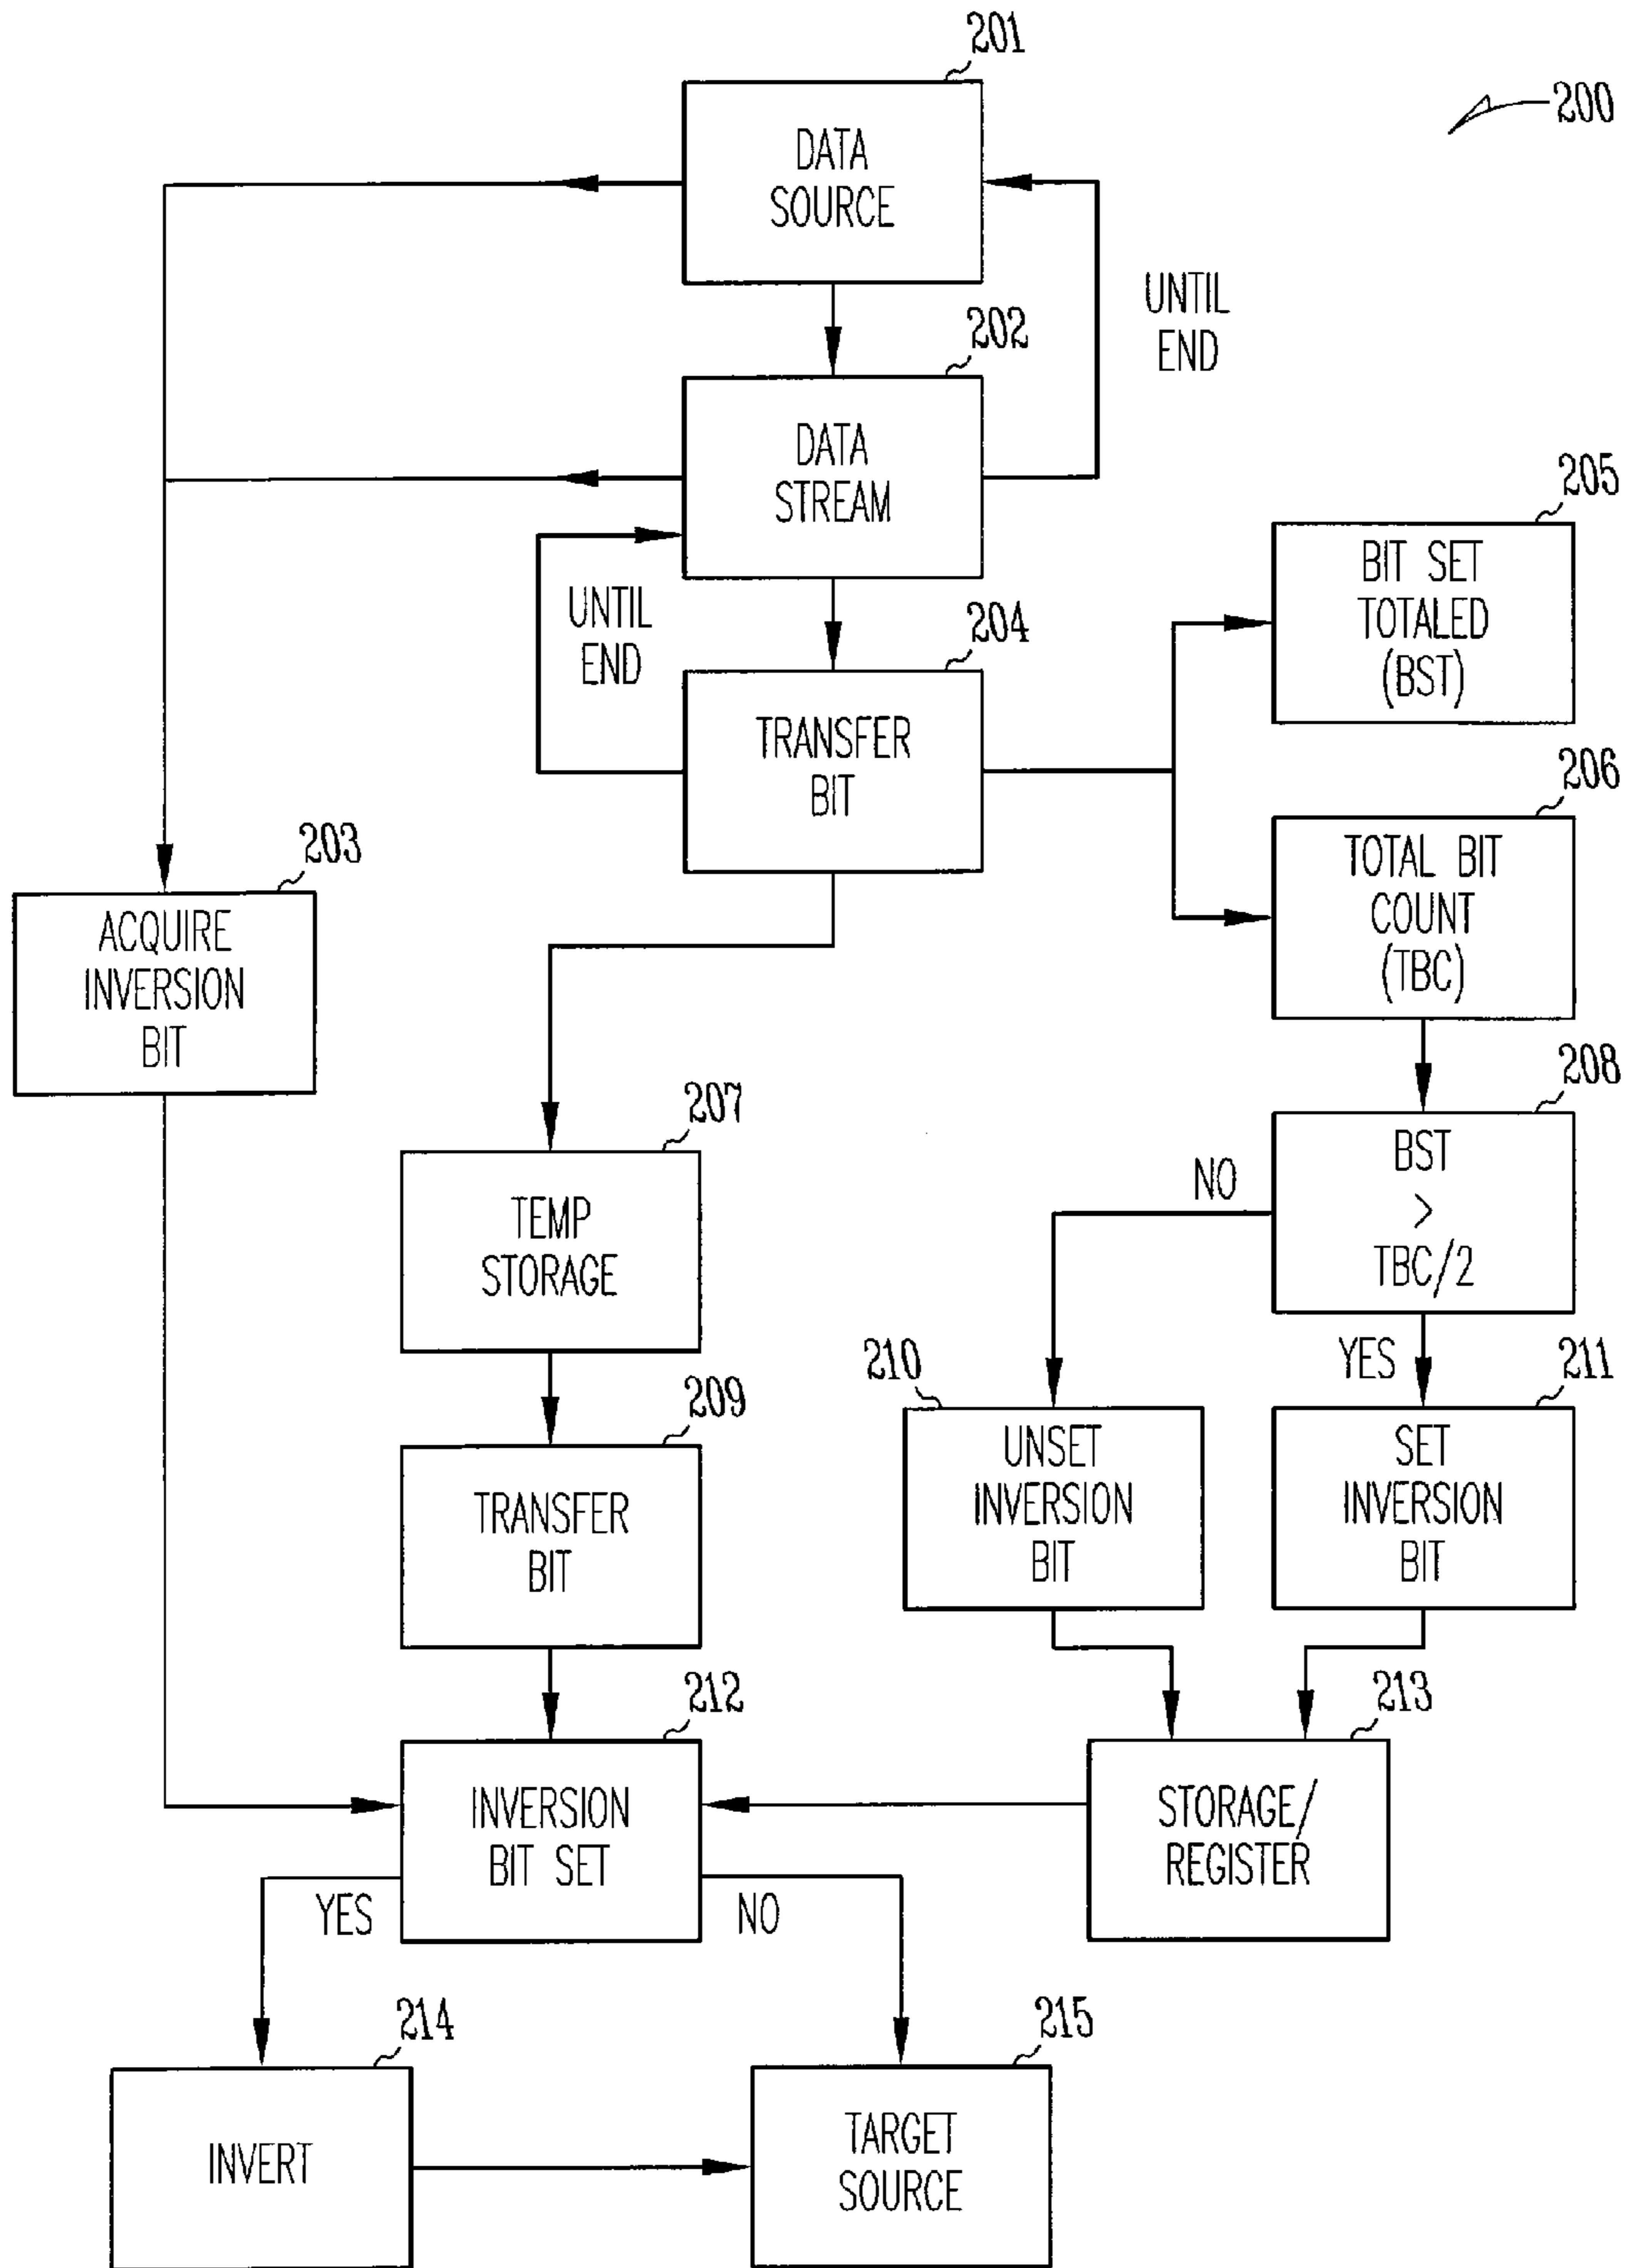 201
200
DATA
SOURCE
UNTIL
END
202
DATA
STREAM
205
BIT SET
TOTALED
(BST)
UNTIL
END
204
TRANSFER
BIT
206
TOTAL BIT
COUNT
(TBC)
203
ACQUIRE
INVERSION
BIT
207
TEMP
STORAGE
208
BST
>
TBC/2
NO
YES
209
TRANSFER
BIT
210
UNSET
INVERSION
BIT
211
SET
INVERSION
BIT
212
INVERSION
BIT SET
213
STORAGE/
REGISTER
YES
NO
214
INVERT
215
TARGET
SOURCE